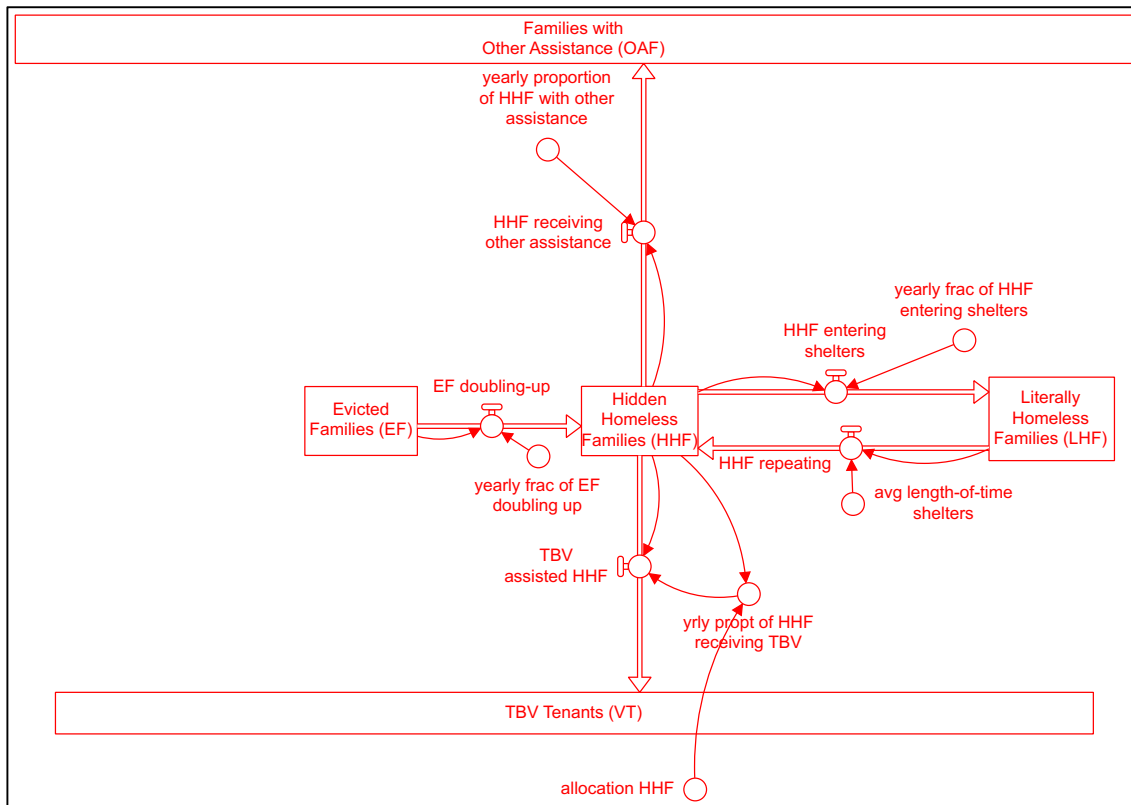 Families with
Other Assistance (OAF)
yearly proportion
of HHF with other
assistance
HHF receiving
other assistance
yearly frac of HHF
entering shelters
HHF entering
shelters
EF doubling-up
Evicted
Families (EF)
Hidden
Homeless
Families (HHF)
Literally
Homeless
Families (LHF)
HHF repeating
yearly frac of EF
doubling up
avg length-of-time
shelters
TBV
assisted HHF
yrly propt of HHF
receiving TBV
TBV Tenants (VT)
allocation HHF